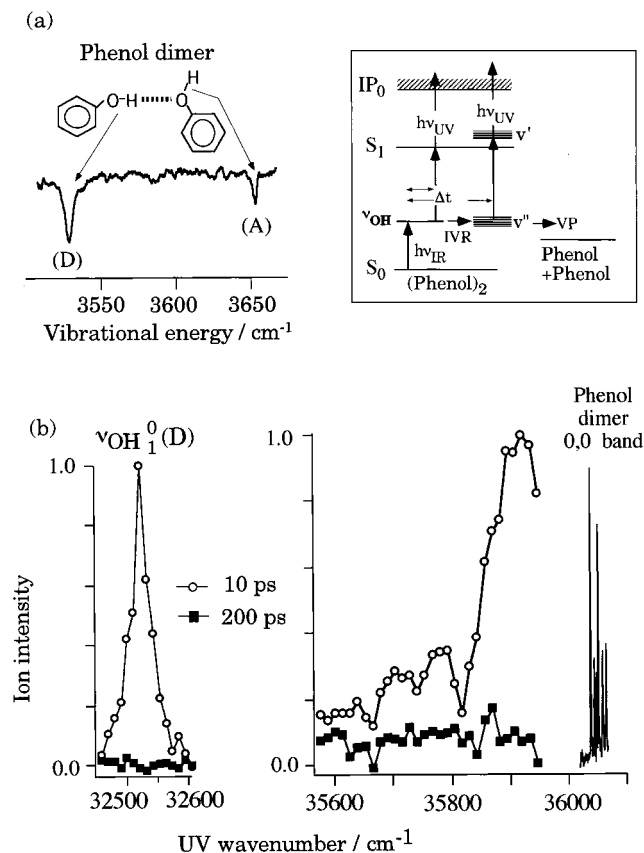 (a)
Phenol dimer
H
O-H O
(D)
(A)
3550 3600 3650
Vibrational energy / cm-1
IP0
hνUV hνUV
S1 v'
Δt
νOH v" VP
IVR
hνIR Phenol
+Phenol
S0 (Phenol)2
(b)
νOH 0 1 (D)
Phenol
dimer
0,0 band
1.0 1.0
10 ps
200 ps
Ion intensity
0.0 0.0
32500 32600 35600 35800 36000
UV wavenumber / cm-1